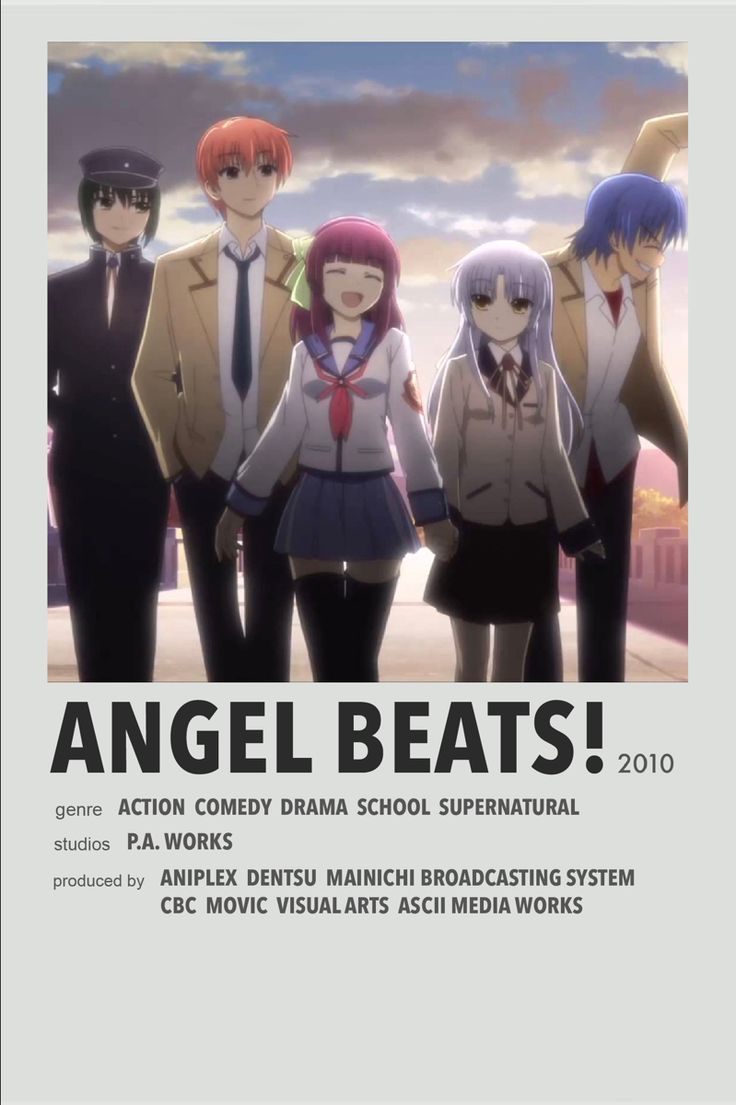 ANGEL BEATS! 2010
genre ACTION COMEDY DRAMA SCHOOL SUPERNATURAL
studios P.A. WORKS
produced by ANIPLEX DENTSU MAINICHI BROADCASTING SYSTEM
CBC MOVIC VISUAL ARTS ASCII MEDIA WORKS